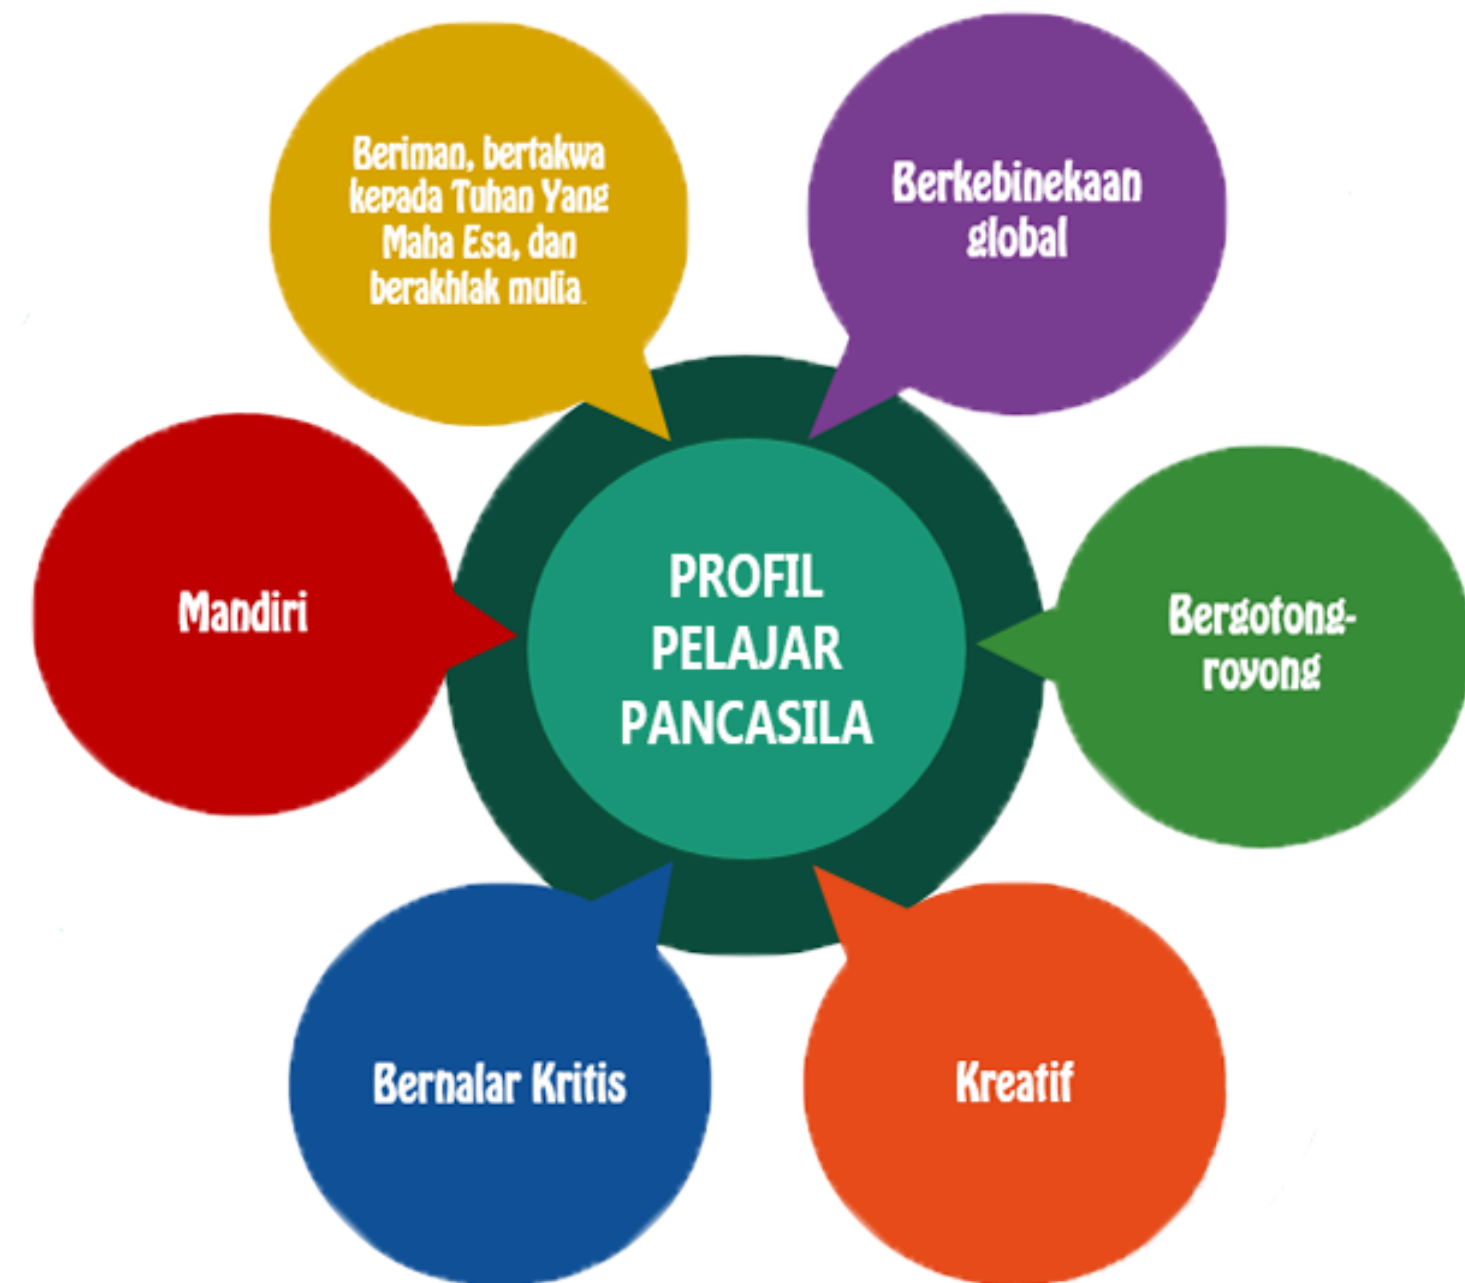 Beriman, bertakwa
kepada Tuhan Yang
Maha Esa, dan
berakhlak mulia.
Berkebinekaan
global
Mandiri
PROFIL
PELAJAR
PANCASILA
Bergotong-
royong
Bernalar Kritis
Kreatif